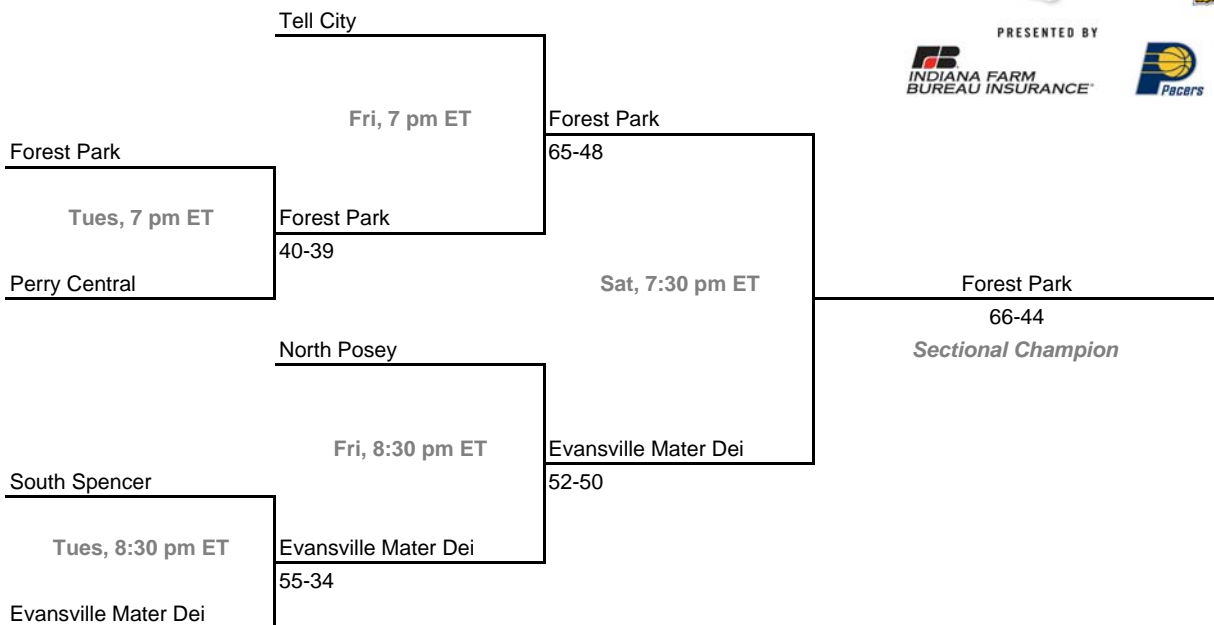 Tell City
PRESENTED BY
INDIANA FARM
BUREAU INSURANCE
Pacers
Fri, 7 pm ET
Forest Park
Forest Park
65-48
Tues, 7 pm ET
Forest Park
40-39
Perry Central
Sat, 7:30 pm ET
Forest Park
66-44
North Posey
Sectional Champion
Fri, 8:30 pm ET
Evansville Mater Dei
South Spencer
52-50
Tues, 8:30 pm ET
Evansville Mater Dei
55-34
Evansville Mater Dei